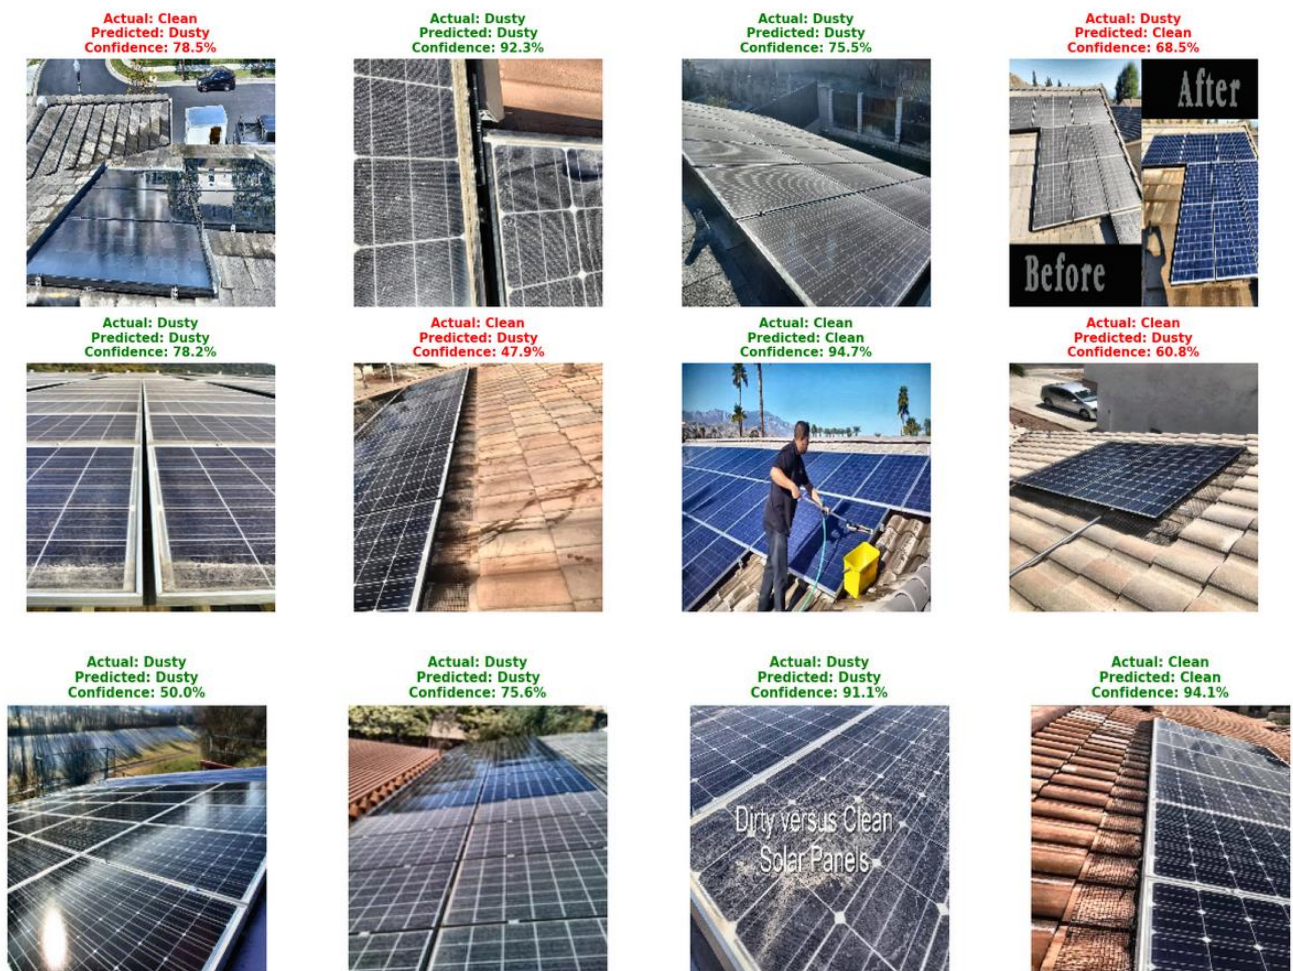 Actual: Clean
Predicted: Dusty
Confidence: 78.5%
Actual: Dusty
Predicted: Dusty
Confidence: 92.3%
Actual: Dusty
Predicted: Dusty
Confidence: 75.5%
Actual: Dusty
Predicted: Clean
Confidence: 68.5%
After
Before
Actual: Dusty
Predicted: Dusty
Confidence: 78.2%
Actual: Clean
Predicted: Dusty
Confidence: 47.9%
Actual: Clean
Predicted: Clean
Confidence: 94.7%
Actual: Clean
Predicted: Dusty
Confidence: 60.8%
Actual: Dusty
Predicted: Dusty
Confidence: 50.0%
Actual: Dusty
Predicted: Dusty
Confidence: 75.6%
Actual: Dusty
Predicted: Dusty
Confidence: 91.1%
Dirty versus Clean
Solar Panels
Actual: Clean
Predicted: Clean
Confidence: 94.1%